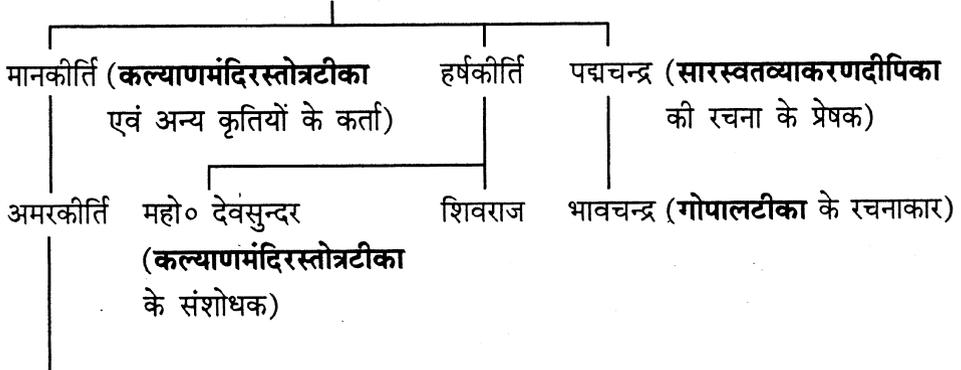 मानकीर्ति (कल्याणमंदिरस्तोत्रटीका हर्षकीर्ति पद्मचन्द्र (सारस्वतव्याकरणदीपिका
एवं अन्य कृतियों के कर्ता) की रचना के प्रेषक)
अमरकीर्ति महो० देवसुन्दर शिवराज भावचन्द्र (गोपालटीका के रचनाकार)
(कल्याणमंदिरस्तोत्रटीका
के संशोधक)